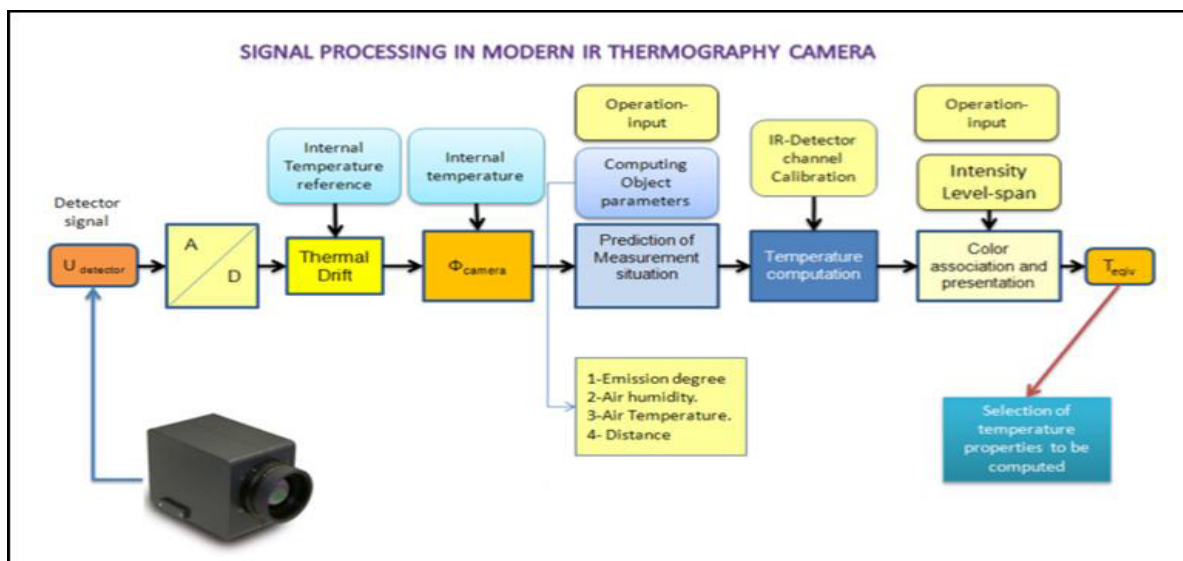 SIGNAL PROCESSING IN MODERN IR THERMOGRAPHY CAMERA
Operation-
input
Operation-
input
Internal
Temperature
reference
Internal
temperature
Computing
Object
parameters
IR-Detector
channel
Calibration
Intensity
Level-span
Detector
signal
U detector
A
D
Thermal
Drift
Φcamera
Prediction of
Measurement
situation
Temperature
computation
Color
association and
presentation
Teqiv
1-Emission degree
2-Air humidity.
3-Air Temperature.
4- Distance
Selection of
temperature
properties to be
computed